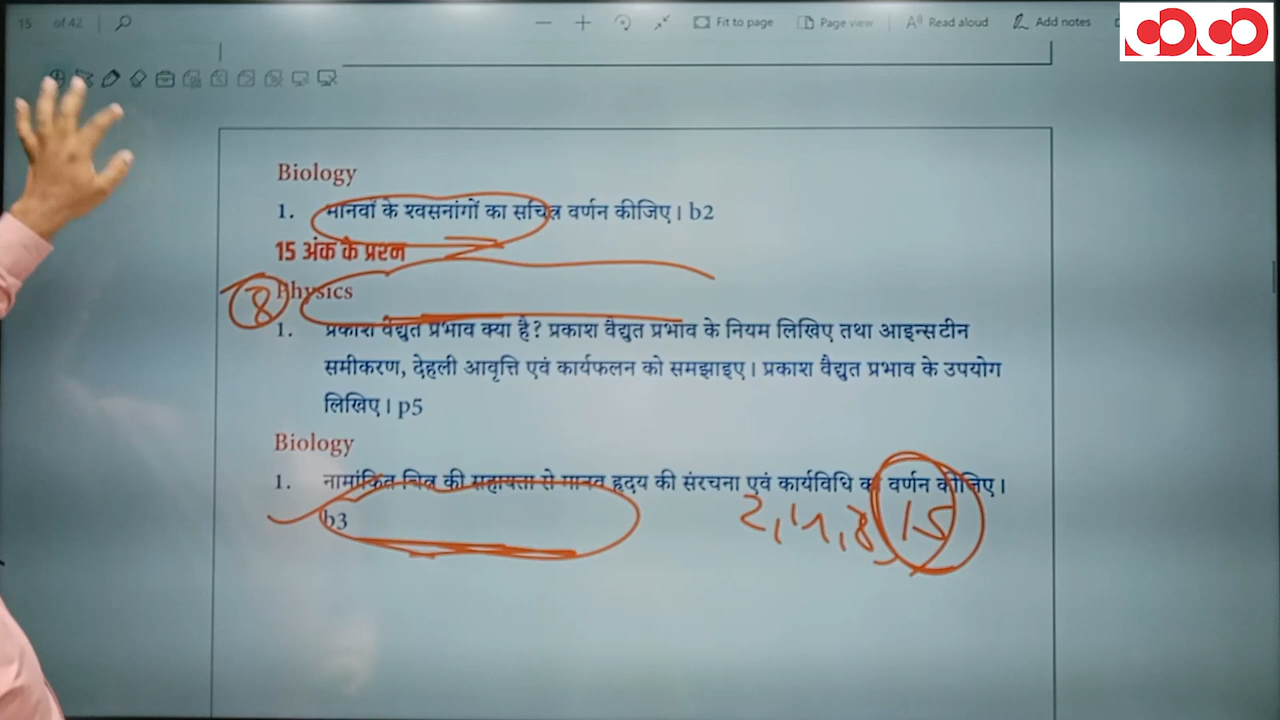 15 of 42 Fit to page Page view Read aloud Add notes
Biology
1. मानवों के श्वसनांगों का सचित्र वर्णन कीजिए। b2
15 अंक के प्रश्न
8 Physics
1. प्रकाश वैद्युत प्रभाव क्या है? प्रकाश वैद्युत प्रभाव के नियम लिखिए तथा आइन्सटीन
समीकरण, देहली आवृत्ति एवं कार्यफलन को समझाइए। प्रकाश वैद्युत प्रभाव के उपयोग
लिखिए। p5
Biology
1. नामांकित चित्र की सहायता से मानव हृदय की संरचना एवं कार्यविधि का वर्णन कीजिए।
b3
2, 4, 8, 15